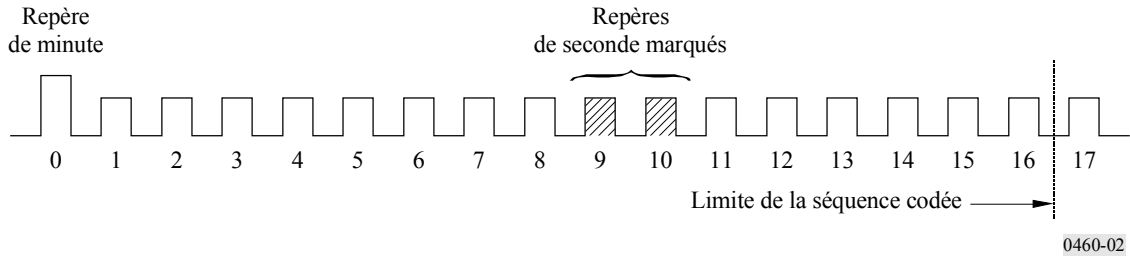 Repère
de minute
Repères
de seconde marqués
0 1 2 3 4 5 6 7 8 9 10 11 12 13 14 15 16 17
Limite de la séquence codée
0460-02